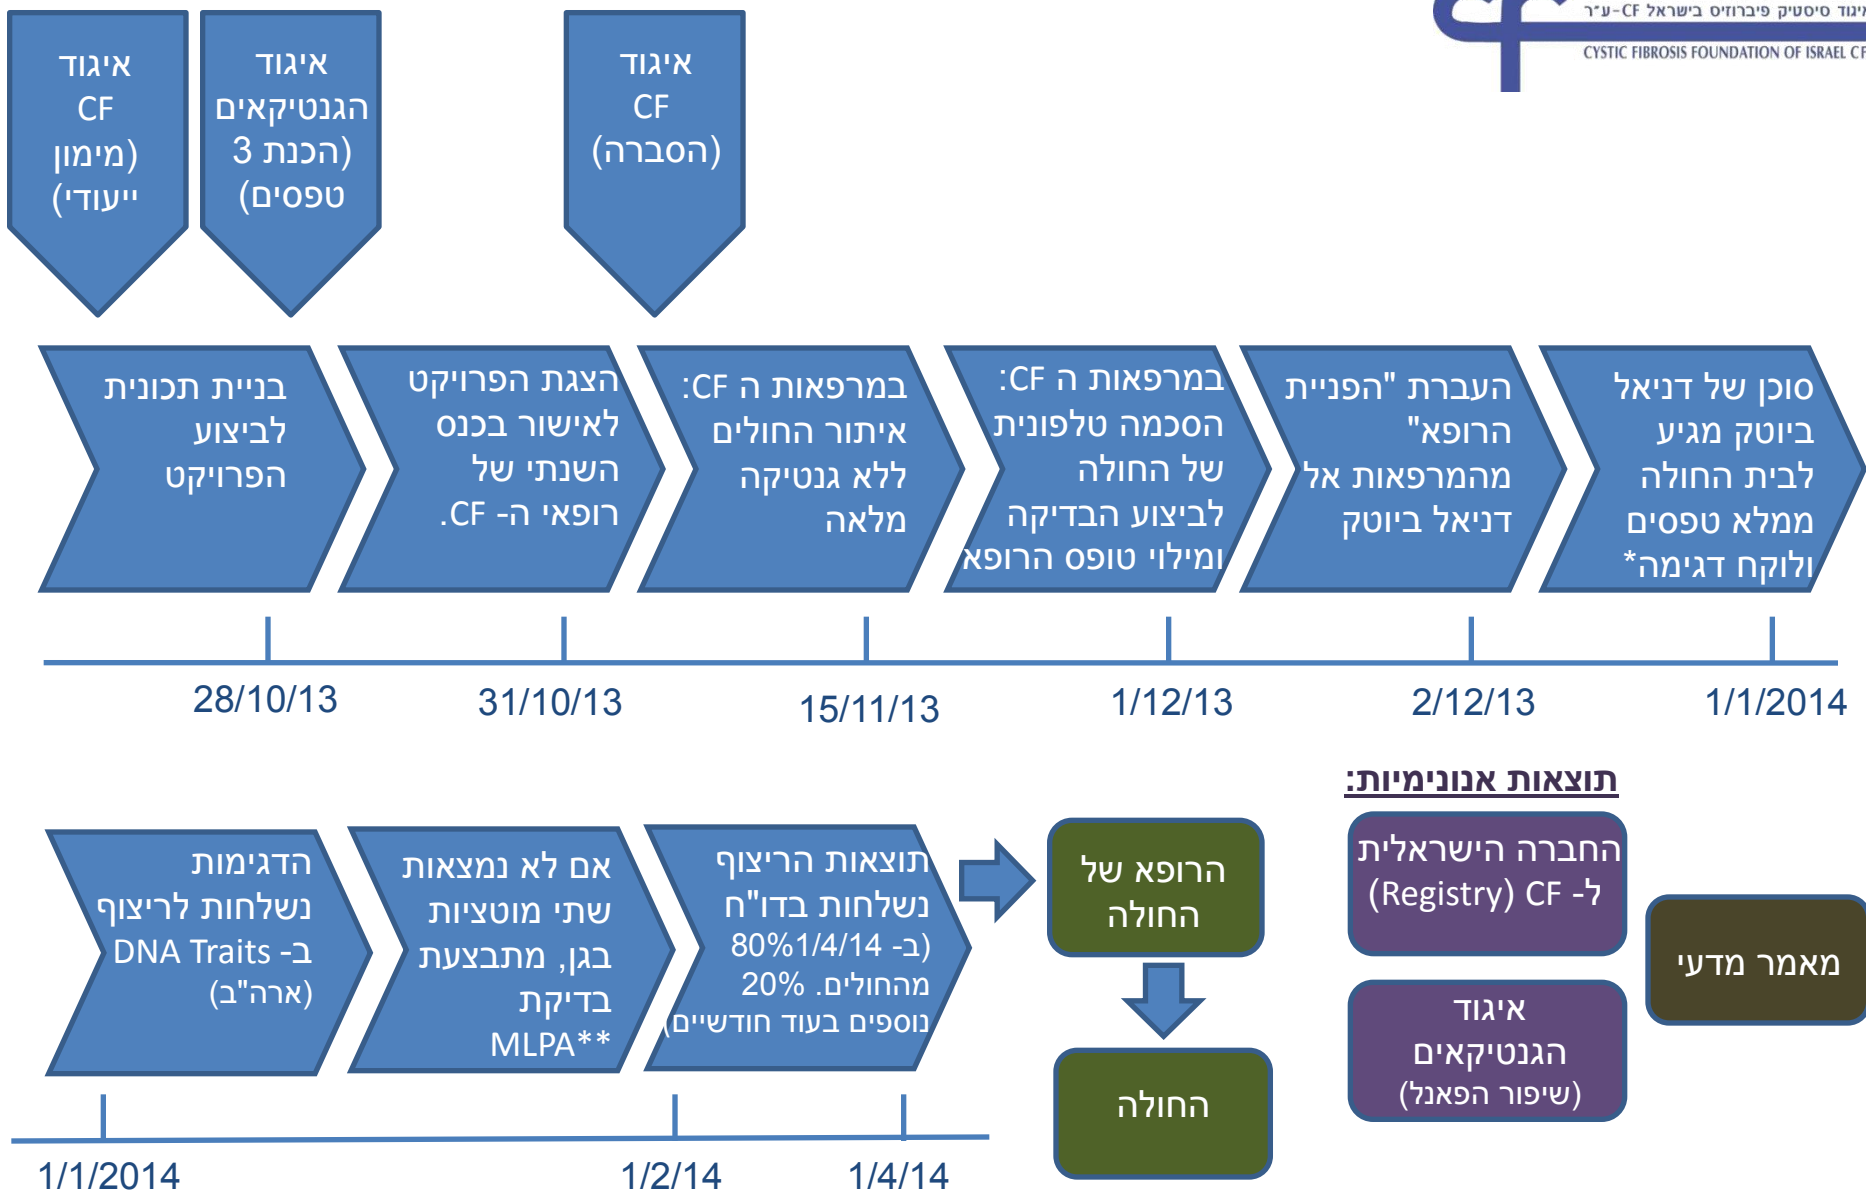 איגוד סיסטיק פיברוזיס בישראל CF-ע״ר
CYSTIC FIBROSIS FOUNDATION OF ISRAEL CF
איגוד
CF
(מימון
ייעודי)
איגוד
הגנטיקאים
(הכנת 3
טפסים)
איגוד
CF
(הסברה)
בניית תכונית
לביצוע
הפרויקט
הצגת הפרויקט
לאישור בכנס
השנתי של
רופאי ה- CF.
במרפאות ה CF:
איתור החולים
ללא גנטיקה
מלאה
במרפאות ה CF:
הסכמה טלפונית
של החולה
לביצוע הבדיקה
ומילוי טופס הרופא
העברת "הפניית
הרופא"
מהמרפאות אל
דניאל ביוטק
סוכן של דניאל
ביוטק מגיע
לבית החולה
ממלא טפסים
ולוקח דגימה*
28/10/13
31/10/13
15/11/13
1/12/13
2/12/13
1/1/2014
הדגימות
נשלחות לריצוף
ב- DNA Traits
(ארה"ב)
אם לא נמצאות
שתי מוטציות
בגן, מתבצעת
בדיקת
MLPA**
תוצאות הריצוף
נשלחות בדו"ח
(ב- 80%1/4/14
מהחולים. 20%
נוספים בעוד חודשיים)
הרופא של
החולה
החולה
תוצאות אנונימיות:
החברה הישראלית
ל- CF (Registry)
איגוד
הגנטיקאים
(שיפור הפאנל)
מאמר מדעי
1/1/2014
1/2/14
1/4/14